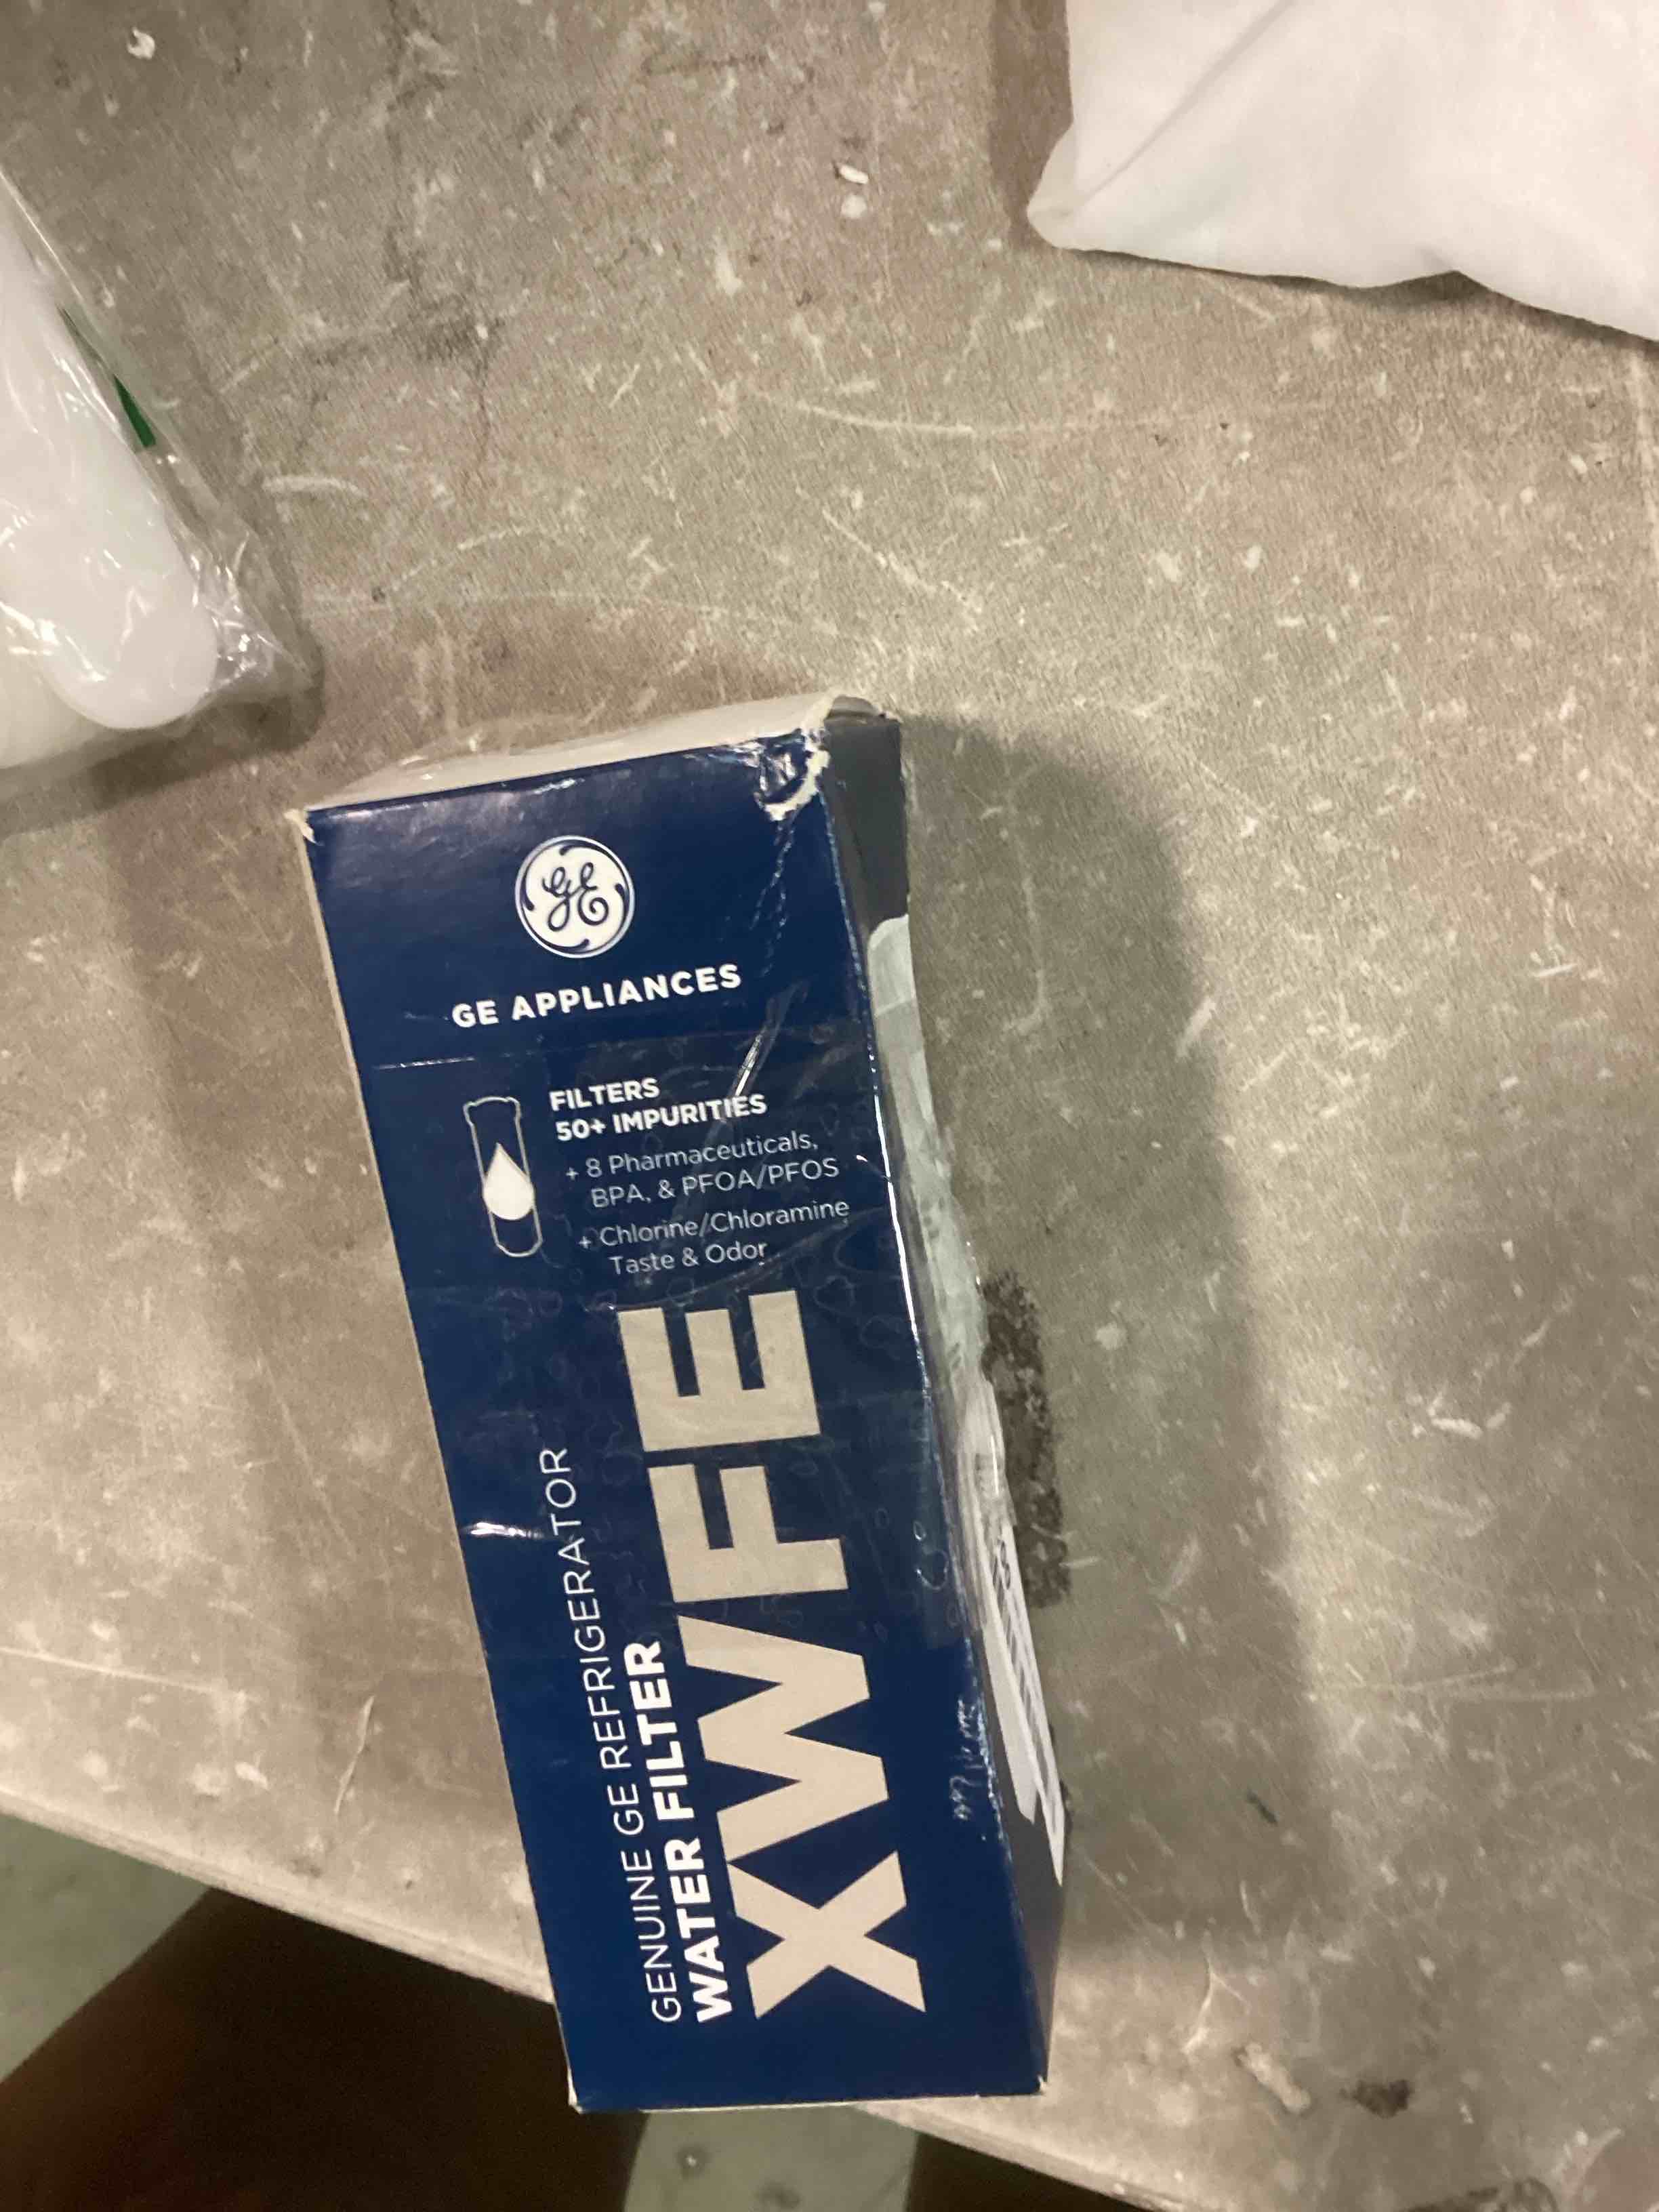 GE
GE APPLIANCES
FILTERS
50+ IMPURITIES
+ 8 Pharmaceuticals,
BPA, & PFOA/PFOS
+ Chlorine/Chloramine
Taste & Odor
GENUINE GE REFRIGERATOR
WATER FILTER
XWFE